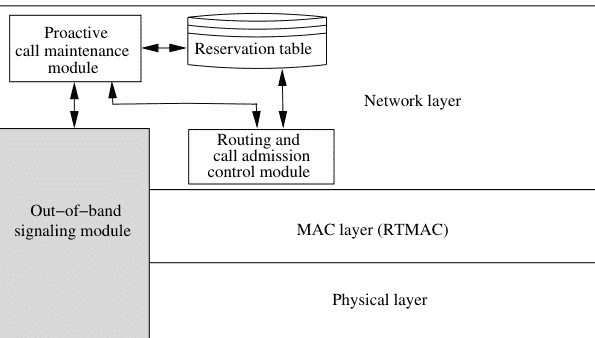 Proactive
call maintenance
module
Reservation table
Network layer
Routing and
call admission
control module
Out−of−band
signaling module
MAC layer (RTMAC)
Physical layer